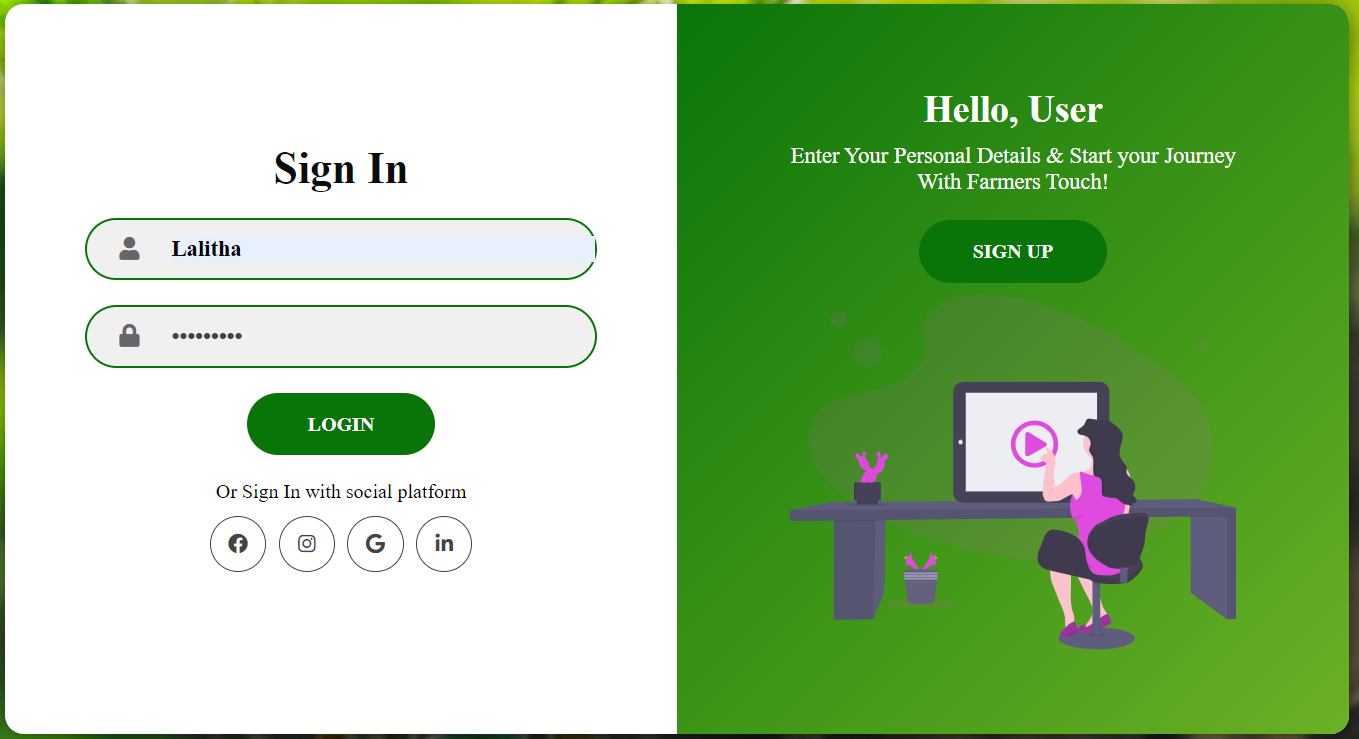 Sign In
Lalitha
•••••••••
LOGIN
Or Sign In with social platform
Hello, User
Enter Your Personal Details & Start your Journey
With Farmers Touch!
SIGN UP